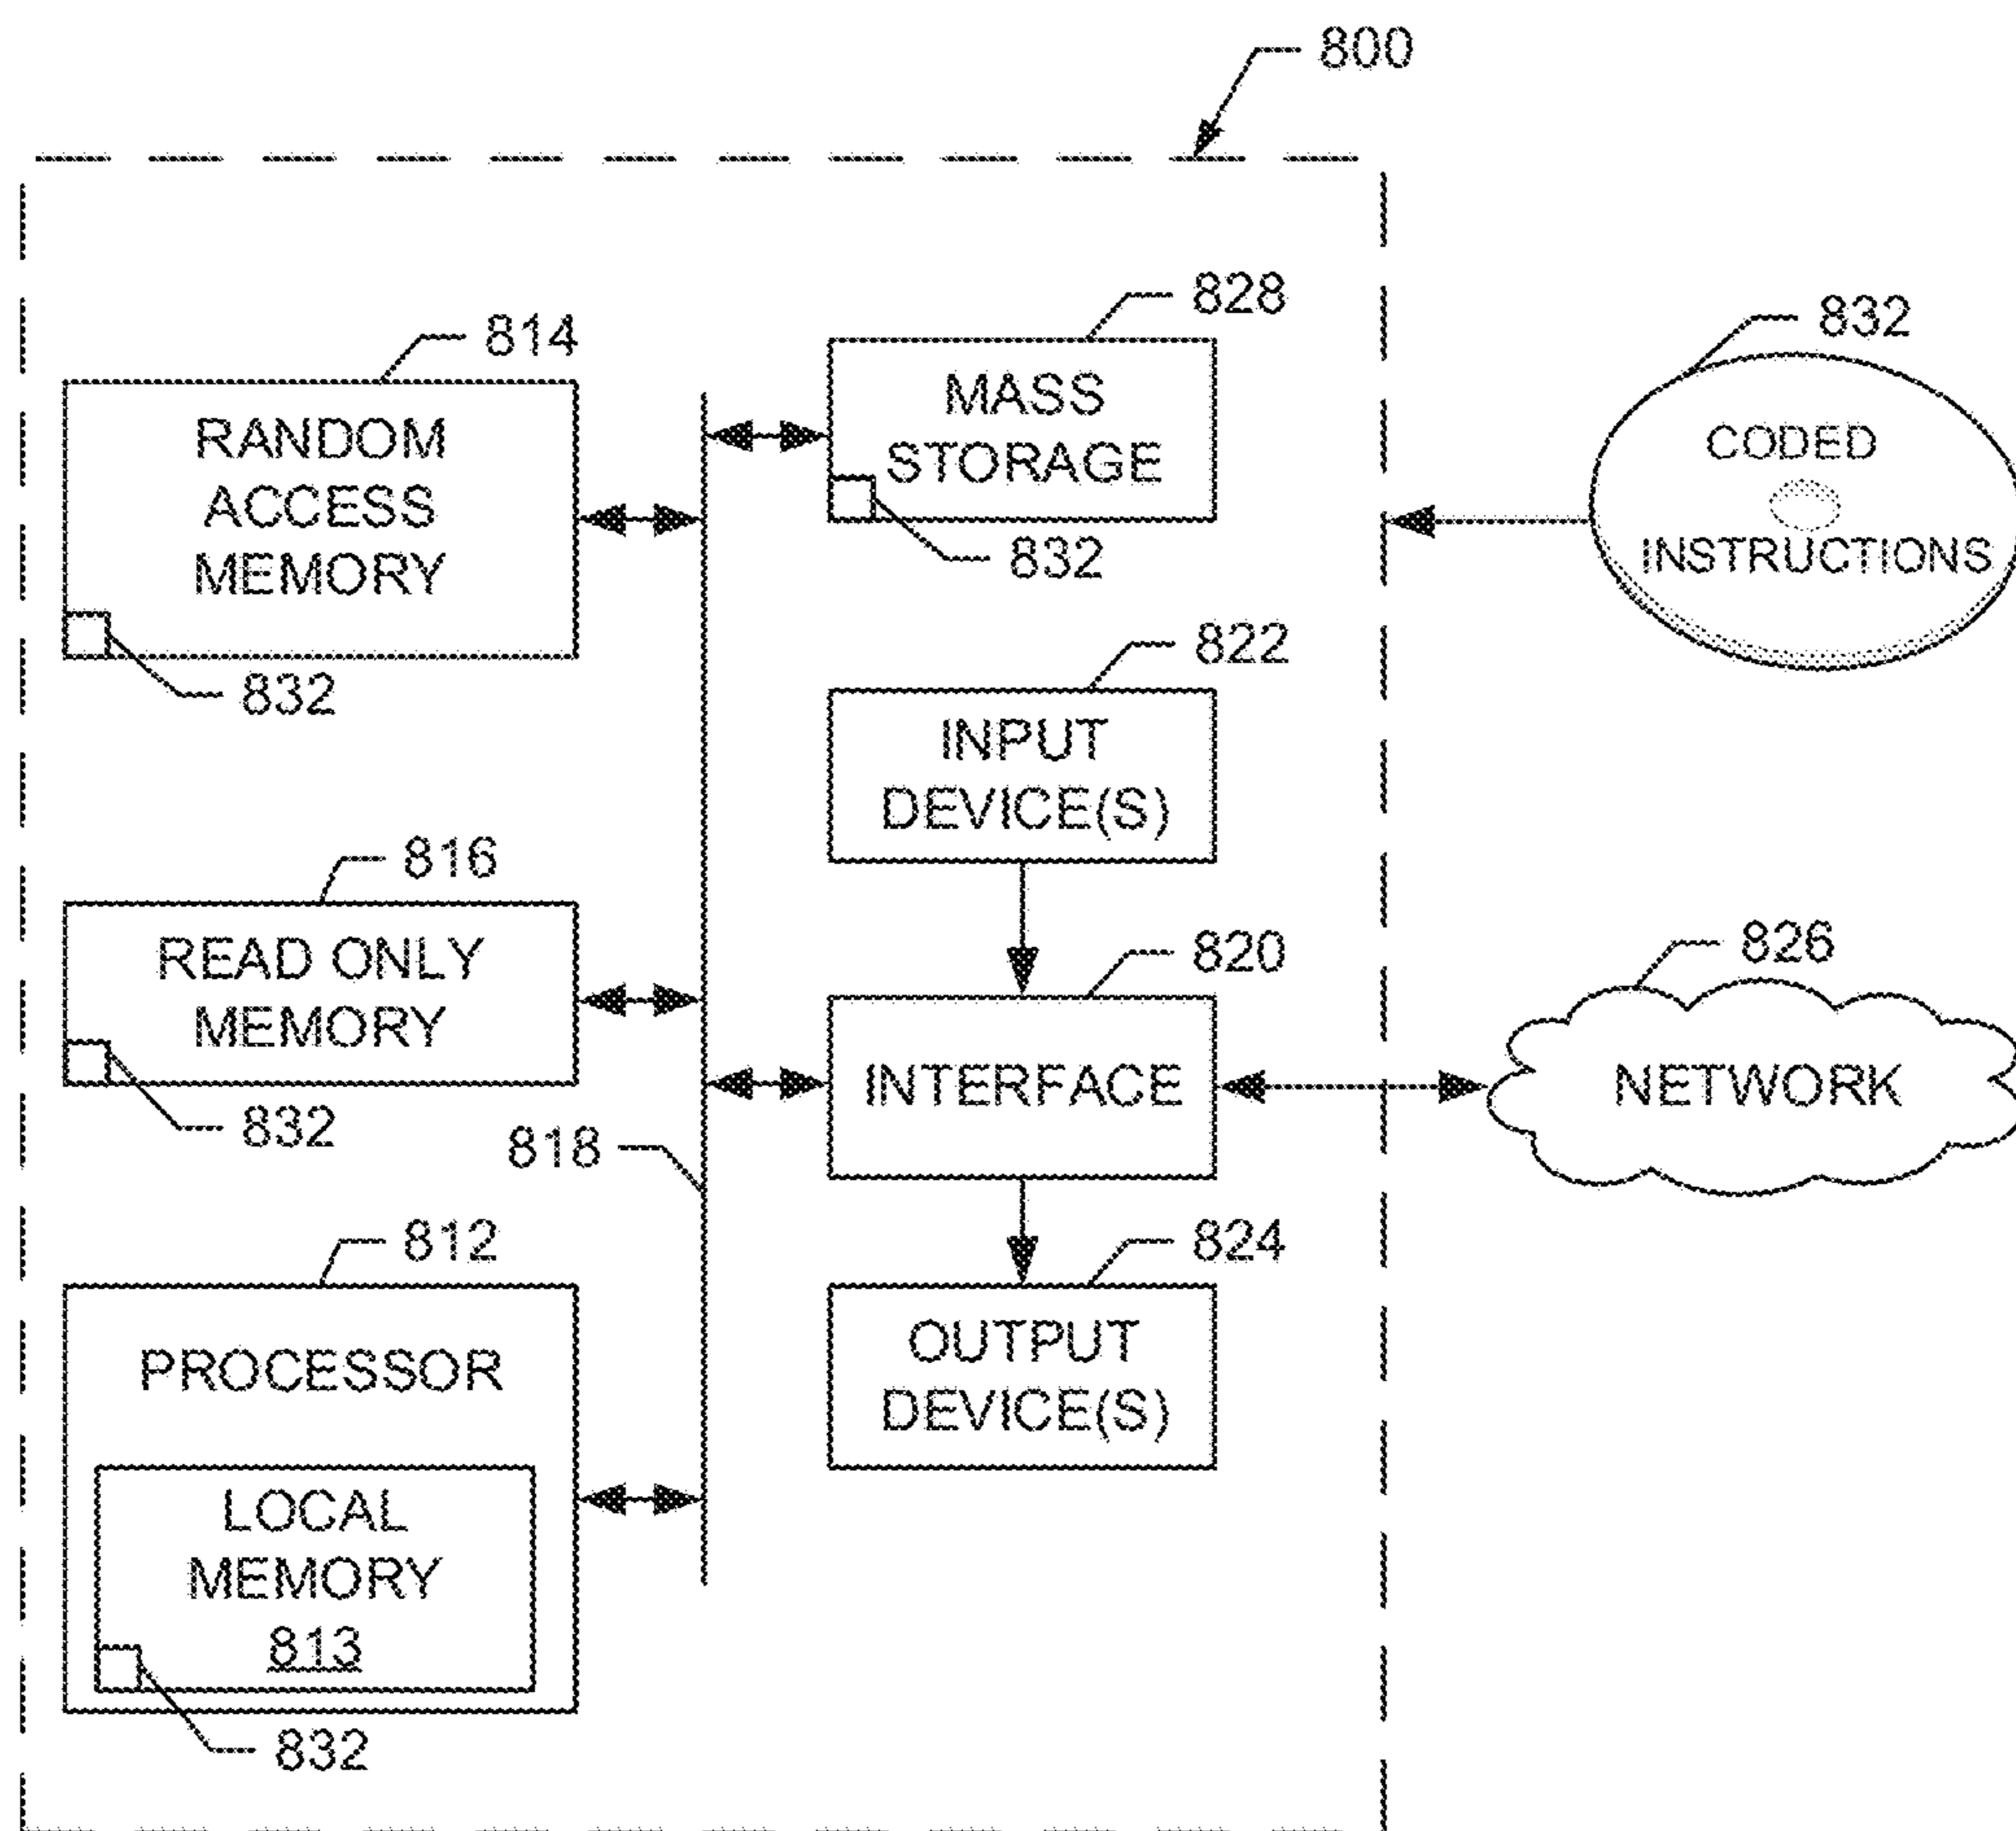 800
814
RANDOM
ACCESS
MEMORY
832
828
MASS
STORAGE
832
832
CODED
INSTRUCTIONS
822
INPUT
DEVICE(S)
816
READ ONLY
MEMORY
832
820
INTERFACE
826
NETWORK
818
812
PROCESSOR
LOCAL
MEMORY
813
832
824
OUTPUT
DEVICE(S)